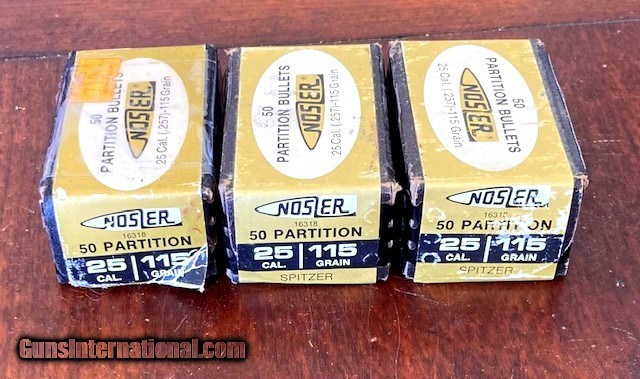 50
PARTITION BULLETS
NOSLER
25 Cal. (.257)-115 Grain
NOSLER
16318
50 PARTITION
25 | 115
CAL. GRAIN
50
PARTITION BULLETS
NOSLER
25 Cal. (.257)-115 Grain
NOSLER
16318
50 PARTITION
25 | 115
CAL. GRAIN
SPITZER
50
PARTITION BULLETS
NOSLER
25 Cal. (.257)-115 Grain
NOSLER
16318
50 PARTITION
25 | 115
CAL. GRAIN
SPITZER
GunsInternational.com